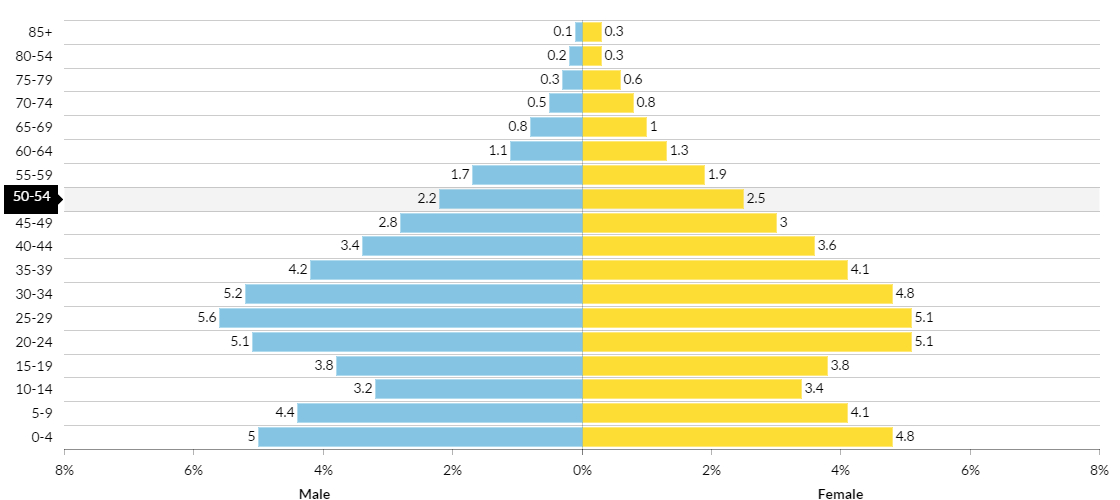 85+ 0.1 0.3
80-54 0.2 0.3
75-79 0.3 0.6
70-74 0.5 0.8
65-69 0.8 1
60-64 1.1 1.3
55-59 1.7 1.9
50-54 2.2 2.5
45-49 2.8 3
40-44 3.4 3.6
35-39 4.2 4.1
30-34 5.2 4.8
25-29 5.6 5.1
20-24 5.1 5.1
15-19 3.8 3.8
10-14 3.2 3.4
5-9 4.4 4.1
0-4 5 4.8
8% 6% 4% 2% 0% 2% 4% 6% 8%
Male Female